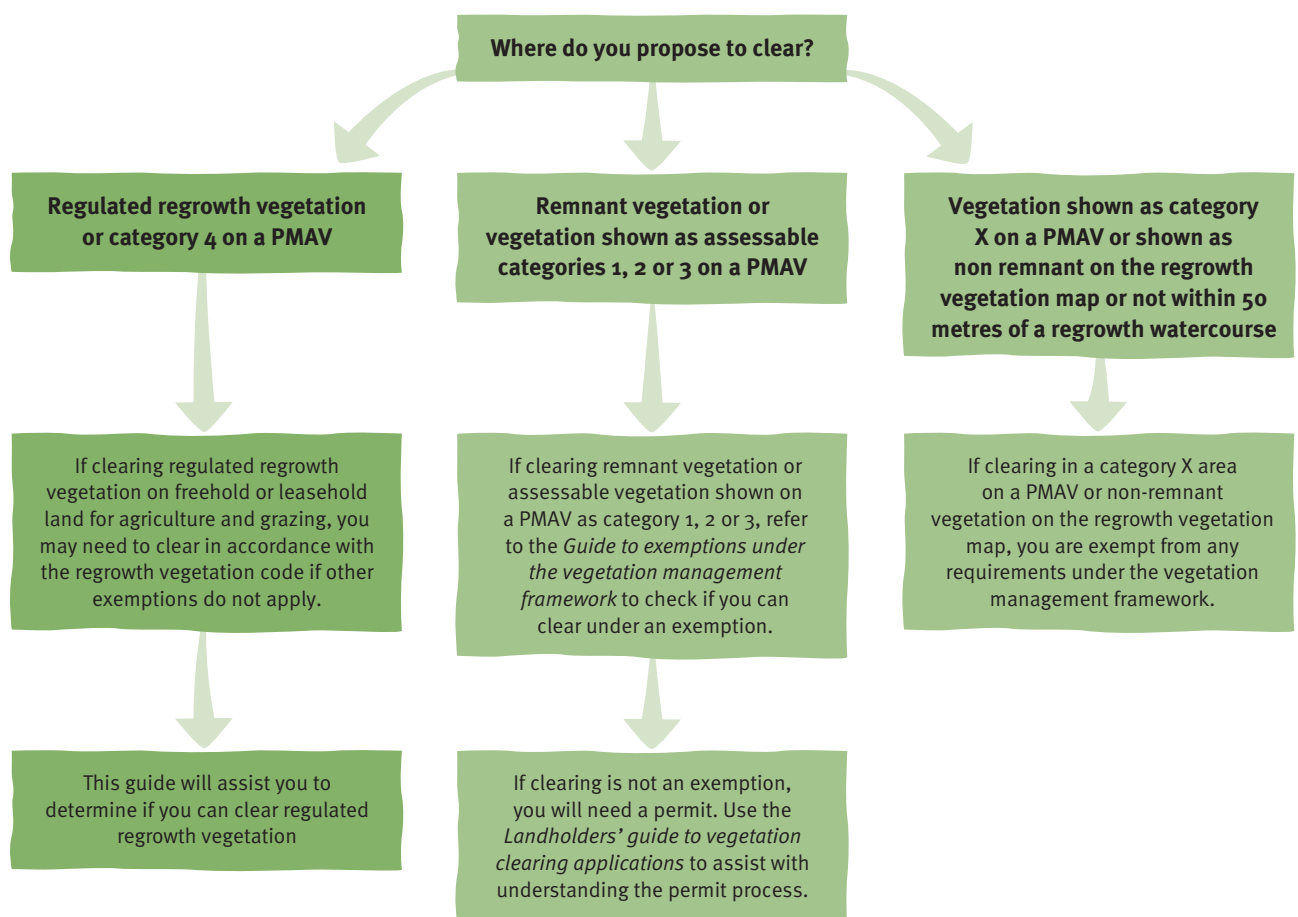 Where do you propose to clear?
Regulated regrowth vegetation
or category 4 on a PMAV
If clearing regulated regrowth
vegetation on freehold or leasehold
land for agriculture and grazing, you
may need to clear in accordance with
the regrowth vegetation code if other
exemptions do not apply.
This guide will assist you to
determine if you can clear regulated
regrowth vegetation
Remnant vegetation or
vegetation shown as assessable
categories 1, 2 or 3 on a PMAV
If clearing remnant vegetation or
assessable vegetation shown on
a PMAV as category 1, 2 or 3, refer
to the Guide to exemptions under
the vegetation management
framework to check if you can
clear under an exemption.
If clearing is not an exemption,
you will need a permit. Use the
Landholders’ guide to vegetation
clearing applications to assist with
understanding the permit process.
Vegetation shown as category
X on a PMAV or shown as
non remnant on the regrowth
vegetation map or not within 50
metres of a regrowth watercourse
If clearing in a category X area
on a PMAV or non-remnant
vegetation on the regrowth vegetation
map, you are exempt from any
requirements under the vegetation
management framework.